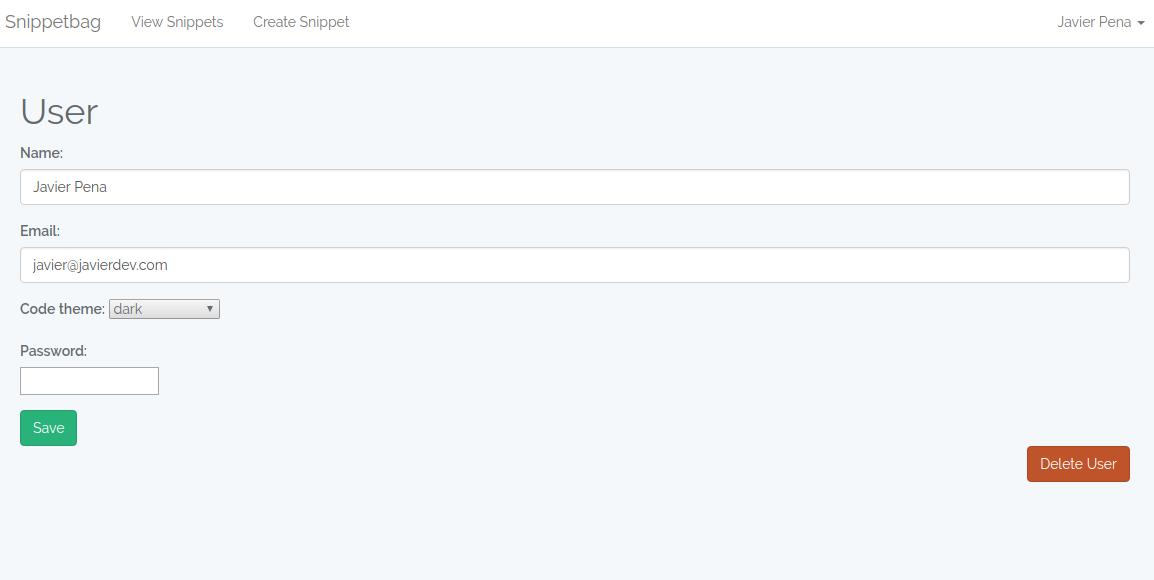 Snippetbag View Snippets Create Snippet Javier Pena
User
Name:
Javier Pena
Email:
javier@javierdev.com
Code theme: dark
Password:
Save
Delete User